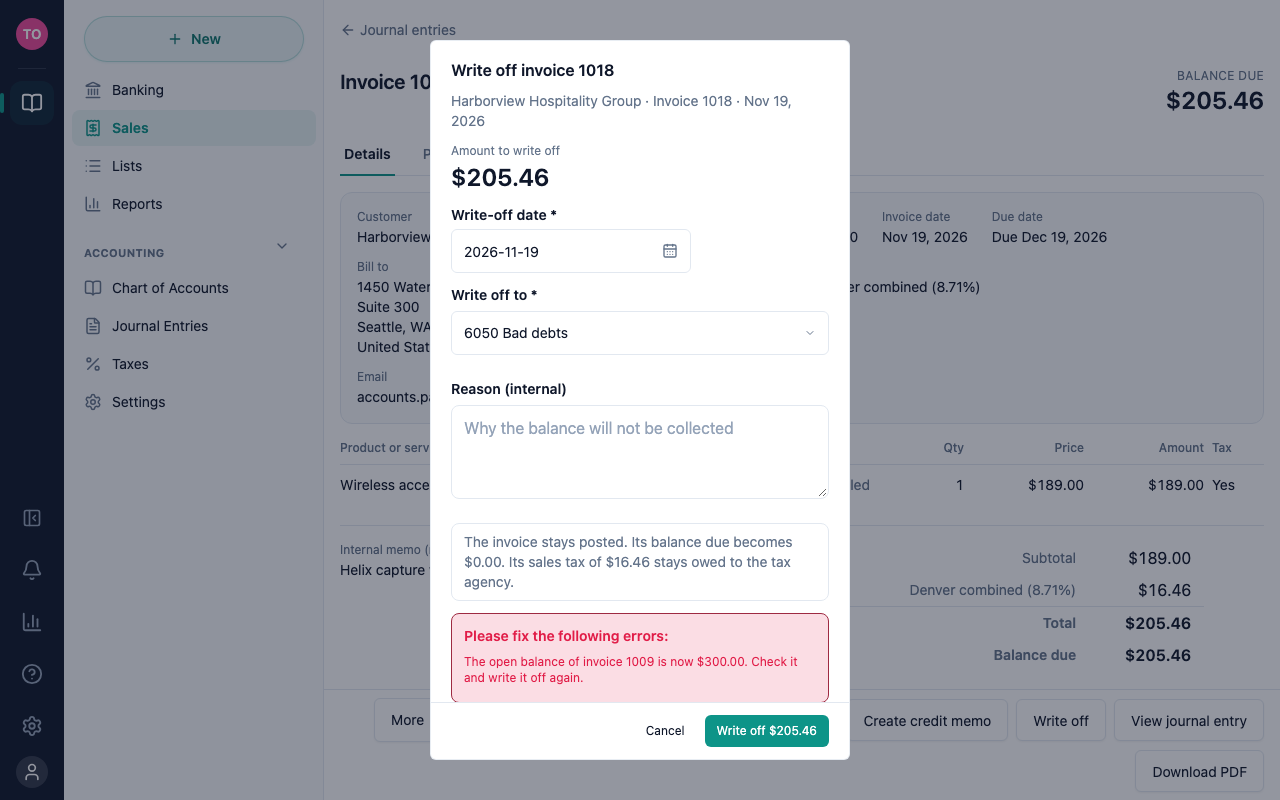 TO
New
Banking
Sales
Lists
Reports
ACCOUNTING
Chart of Accounts
Journal Entries
Taxes
Settings
Journal entries
Invoice 10
BALANCE DUE
$205.46
Details
P
Customer
Harborview
Bill to
1450 Water
Suite 300
Seattle, WA
United Stat
Email
accounts.pa
0
Invoice date
Nov 19, 2026
Due date
Due Dec 19, 2026
er combined (8.71%)
Product or serv
Qty
Price
Amount
Tax
Wireless acce
led
1
$189.00
$189.00
Yes
Internal memo (
Helix capture
Subtotal
$189.00
Denver combined (8.71%)
$16.46
Total
$205.46
Balance due
$205.46
More
Create credit memo
Write off
View journal entry
Download PDF
Write off invoice 1018
Harborview Hospitality Group · Invoice 1018 · Nov 19,
2026
Amount to write off
$205.46
Write-off date *
2026-11-19
Write off to *
6050 Bad debts
Reason (internal)
Why the balance will not be collected
The invoice stays posted. Its balance due becomes
$0.00. Its sales tax of $16.46 stays owed to the tax
agency.
Please fix the following errors:
The open balance of invoice 1009 is now $300.00. Check it
and write it off again.
Cancel
Write off $205.46